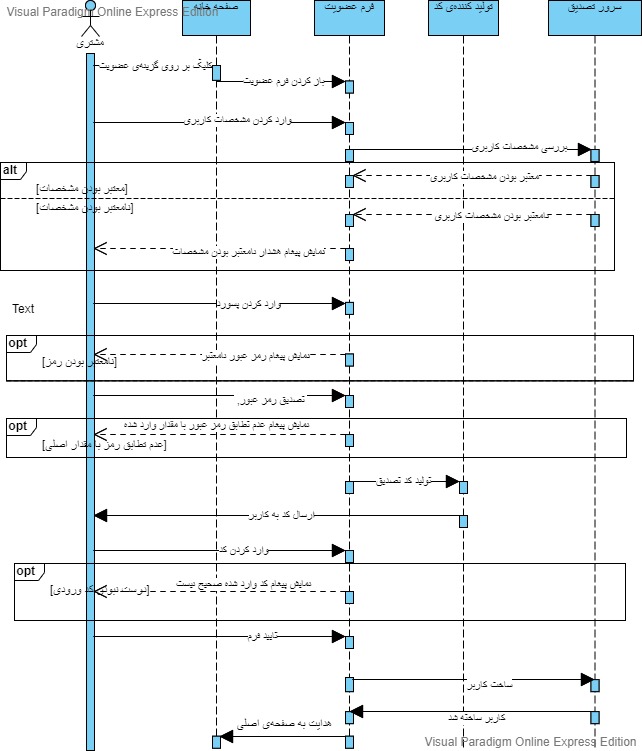 Visual Paradigm Online Express Edition
صفحه خانه
فرم عضویت
تولید کننده‌ی کد
سرور تصدیق
مشتری
کلیک بر روی گزینه‌ی عضویت
باز کردن فرم عضویت
وارد کردن مشخصات کاربری
بررسی مشخصات کاربری
alt
معتبر بودن مشخصات کاربری
[معتبر بودن مشخصات]
[نامعتبر بودن مشخصات]
نامعتبر بودن مشخصات کاربری
نمایش پیغام هشدار نامعتبر بودن مشخصات
Text
وارد کردن پسورد
opt
نمایش پیغام رمز عبور نامعتبر
[نامعتبر بودن رمز]
تصدیق رمز عبور.
opt
نمایش پیغام عدم تطابق رمز عبور با مقدار وارد شده
[عدم تطابق رمز با مقدار اصلی]
تولید کد تصدیق
ارسال کد به کاربر
وارد کردن کد
opt
نمایش پیغام کد وارد شده صحیح نیست
[درست نبودن کد ورودی]
تایید فرم
ساخت کاربر
کاربر ساخته شد
هدایت به صفحه‌ی اصلی
Visual Paradigm Online Express Edition